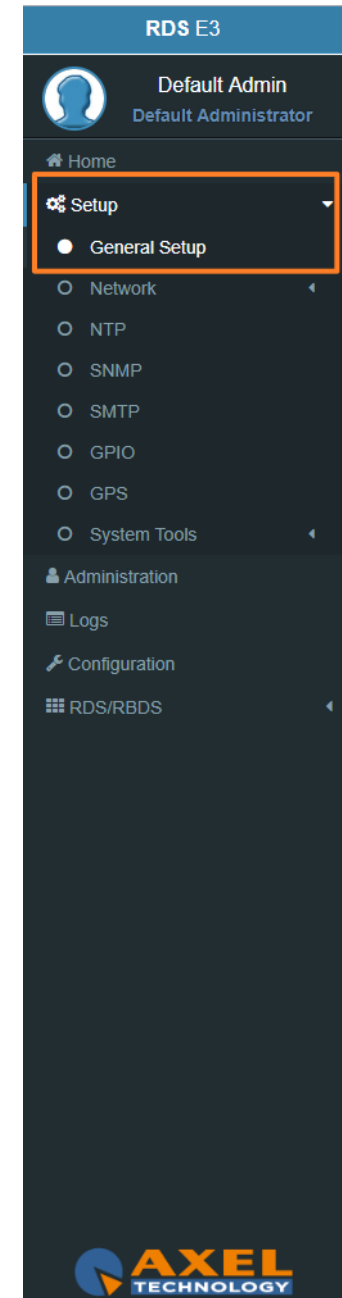 RDS E3
Default Admin
Default Administrator
Home
Setup
General Setup
Network
NTP
SNMP
SMTP
GPIO
GPS
System Tools
Administration
Logs
Configuration
RDS/RBDS
AXEL
TECHNOLOGY